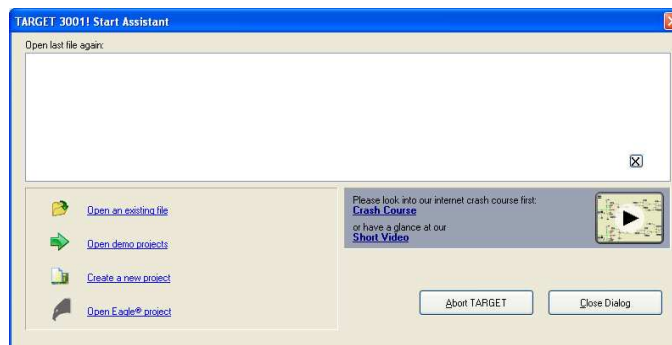 TARGET 3001! Start Assistant
Open last file again:
Open an existing file
Open demo projects
Create a new project
Open Eagle® project
Please look into our internet crash course first:
Crash Course
or have a glance at our
Short Video
Abort TARGET
Close Dialog